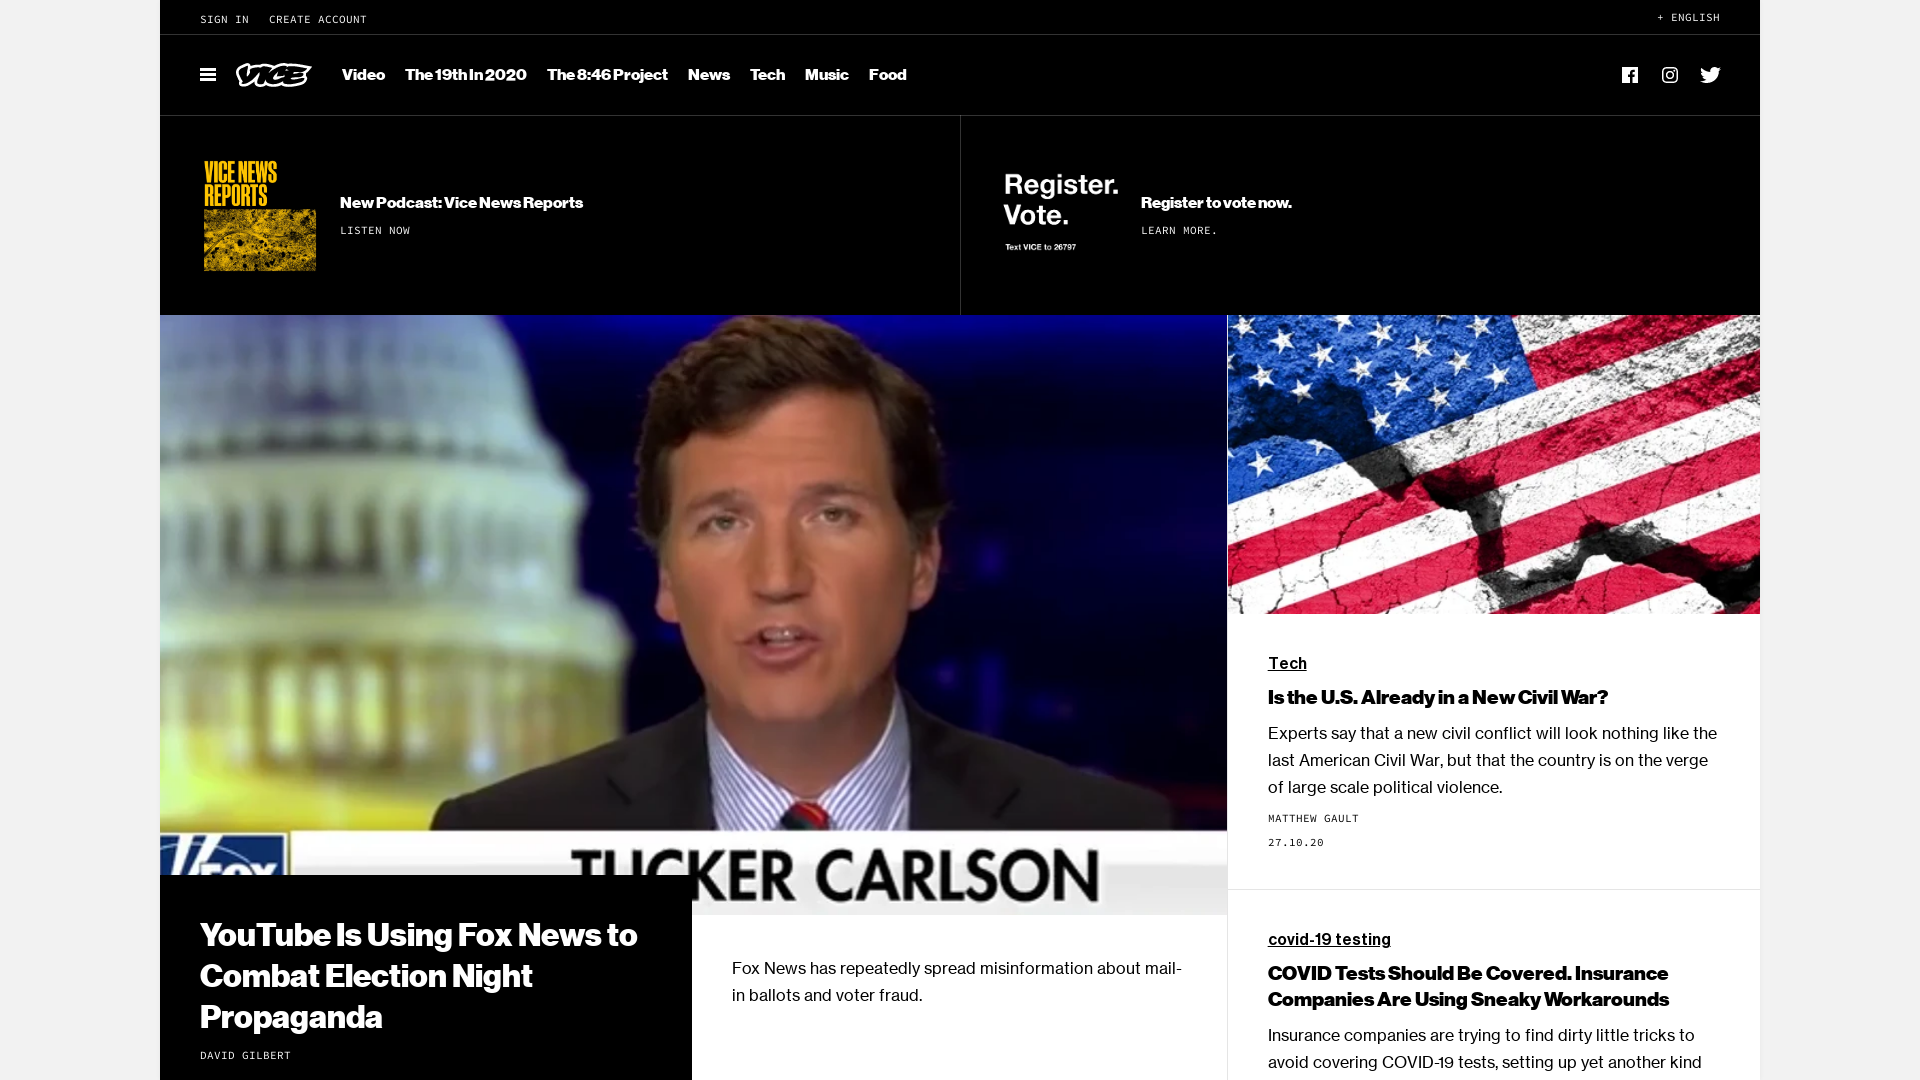 SIGN IN CREATE ACCOUNT
+ ENGLISH
VICE
Video The 19th In 2020 The 8:46 Project News Tech Music Food
VICE NEWS
REPORTS
New Podcast: Vice News Reports
LISTEN NOW
Register.
Vote.
Text VICE to 26797
Register to vote now.
LEARN MORE.
FOX
TUCKER CARLSON
YouTube Is Using Fox News to
Combat Election Night
Propaganda
DAVID GILBERT
Fox News has repeatedly spread misinformation about mail-
in ballots and voter fraud.
Tech
Is the U.S. Already in a New Civil War?
Experts say that a new civil conflict will look nothing like the
last American Civil War, but that the country is on the verge
of large scale political violence.
MATTHEW GAULT
27.10.20
covid-19 testing
COVID Tests Should Be Covered. Insurance
Companies Are Using Sneaky Workarounds
Insurance companies are trying to find dirty little tricks to
avoid covering COVID-19 tests, setting up yet another kind